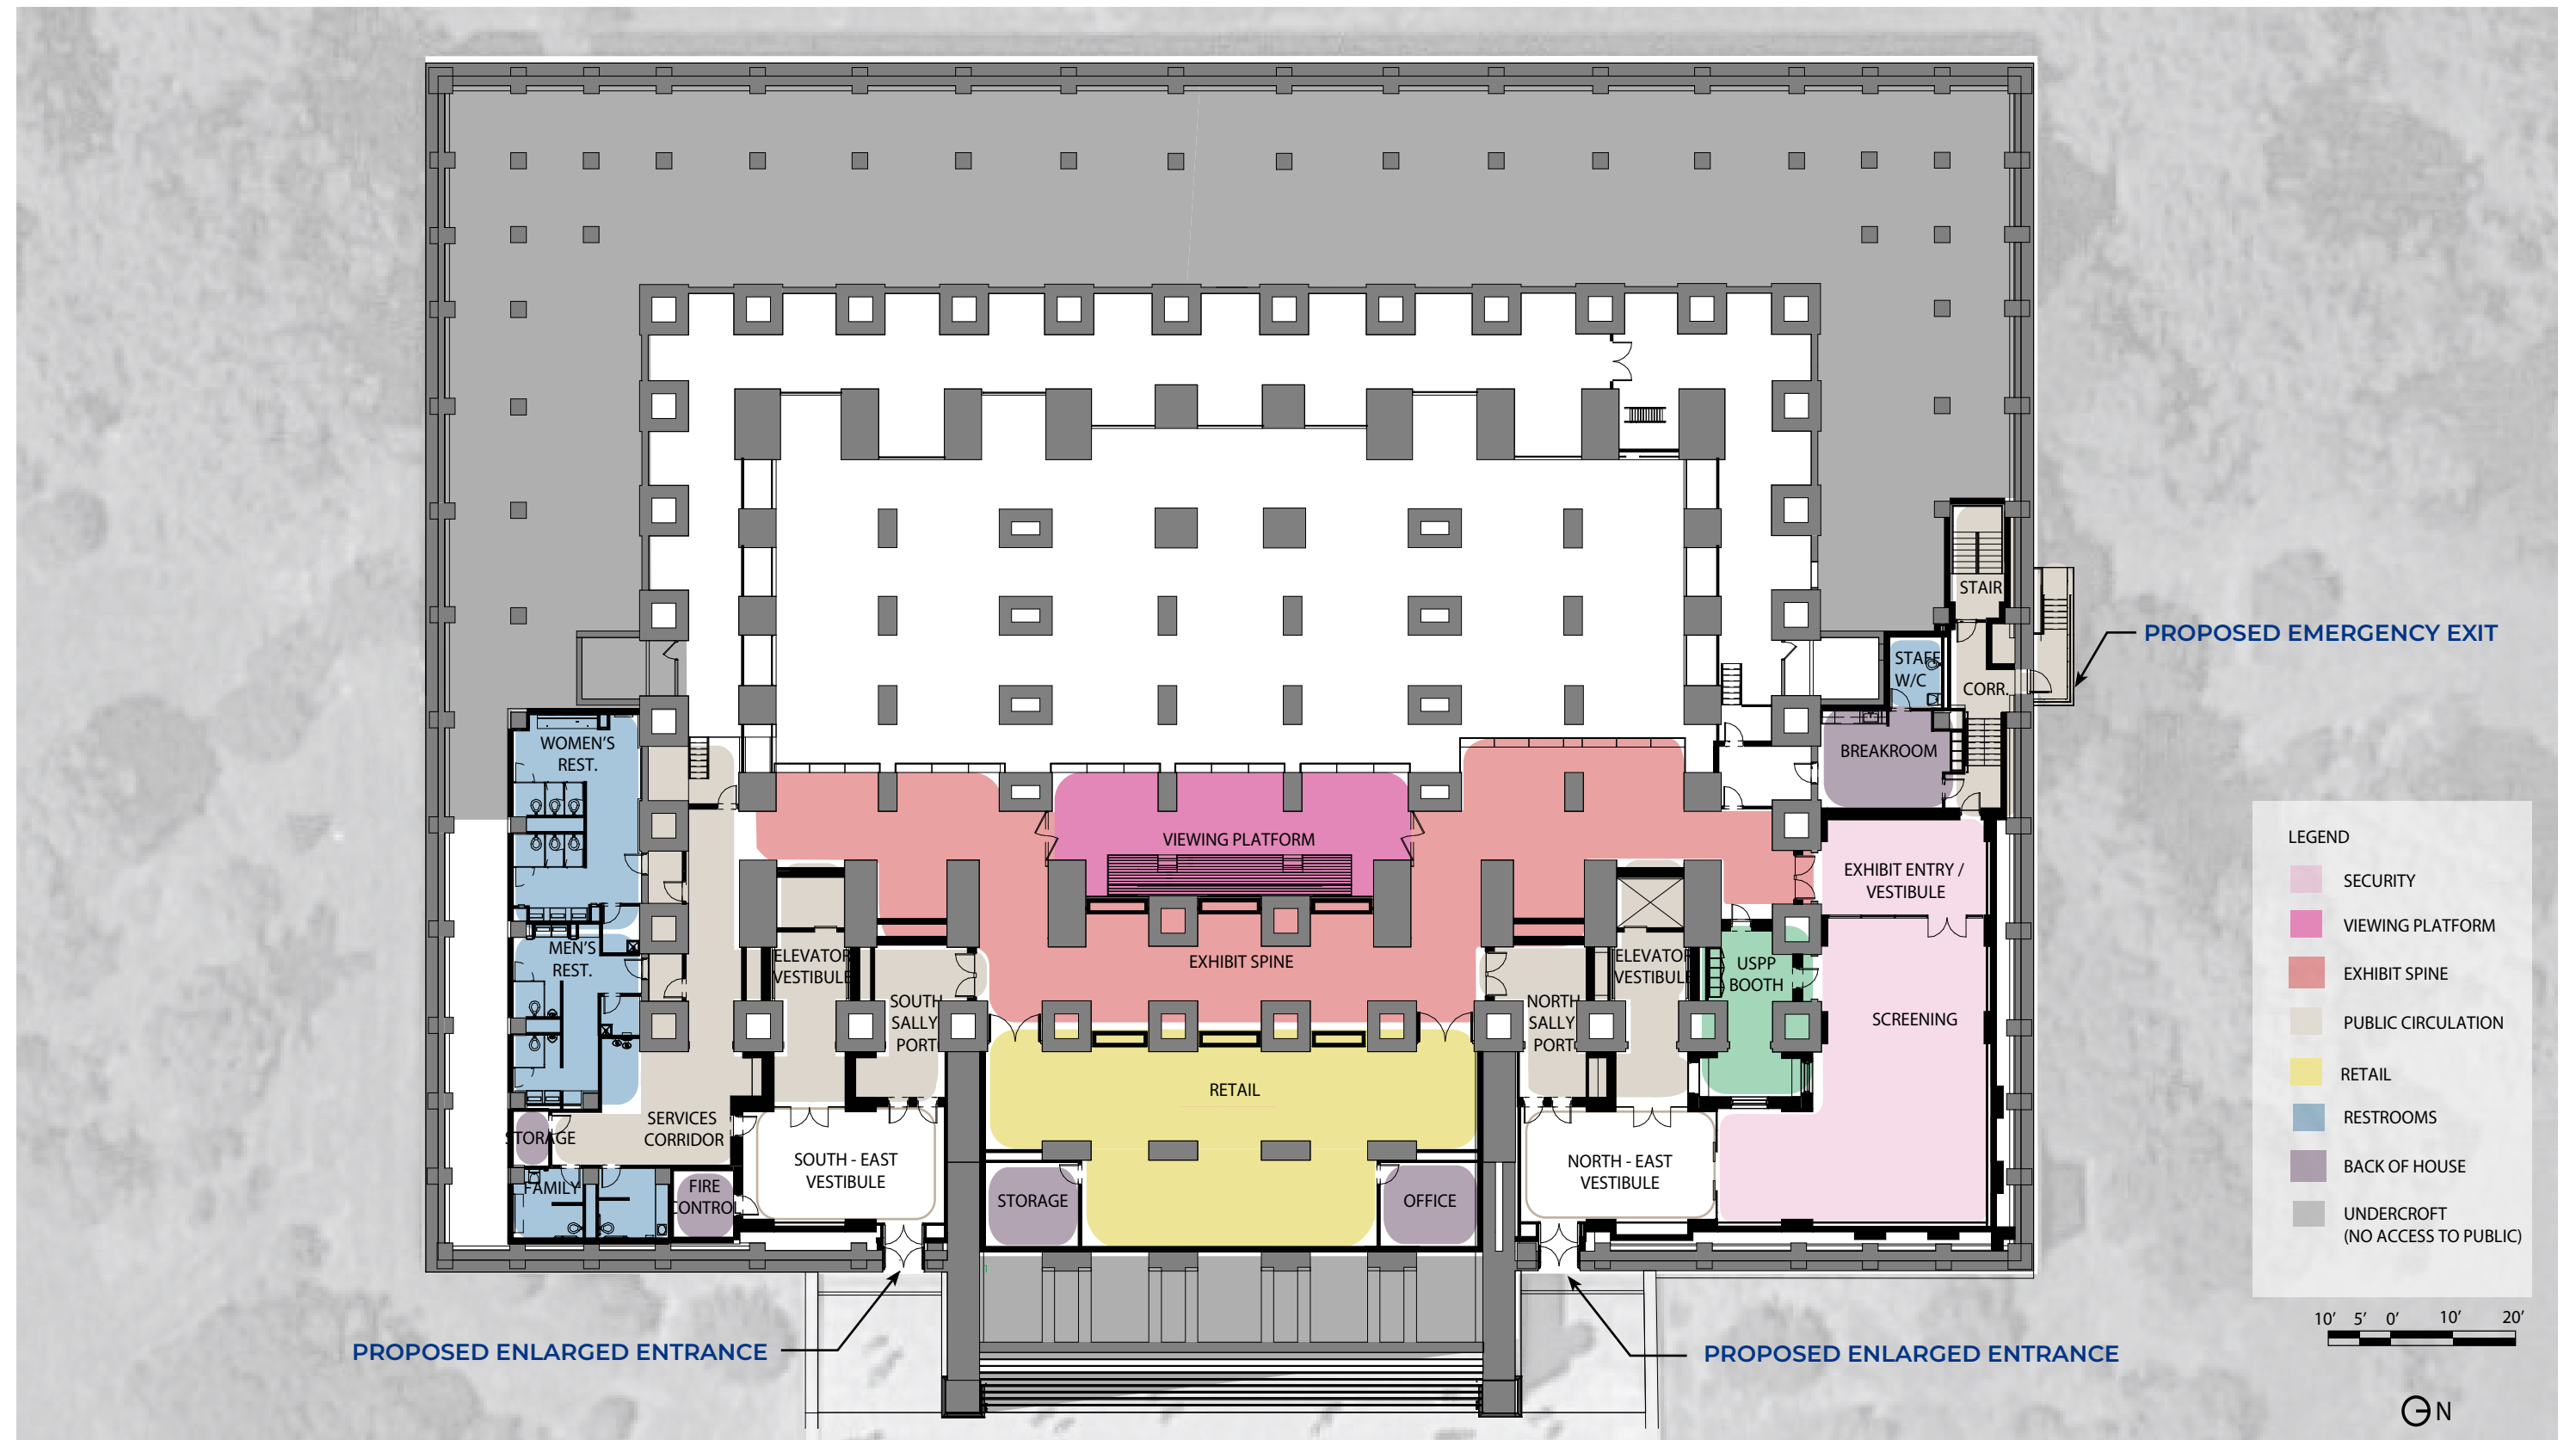 STAIR
PROPOSED EMERGENCY EXIT
STAFF
W/C
CORR.
WOMEN'S
REST.
BREAKROOM
VIEWING PLATFORM
EXHIBIT ENTRY /
VESTIBULE
MEN'S
REST.
ELEVATOR
VESTIBULE
EXHIBIT SPINE
ELEVATOR
VESTIBULE
USPP
BOOTH
SOUTH
SALLY
PORT
NORTH
SALLY
PORT
SCREENING
RETAIL
SERVICES
CORRIDOR
STORAGE
SOUTH - EAST
VESTIBULE
NORTH - EAST
VESTIBULE
FAMILY
FIRE
CONTROL
STORAGE
OFFICE
PROPOSED ENLARGED ENTRANCE
PROPOSED ENLARGED ENTRANCE
LEGEND
SECURITY
VIEWING PLATFORM
EXHIBIT SPINE
PUBLIC CIRCULATION
RETAIL
RESTROOMS
BACK OF HOUSE
UNDERCROFT
(NO ACCESS TO PUBLIC)
10' 5' 0' 10' 20'
N